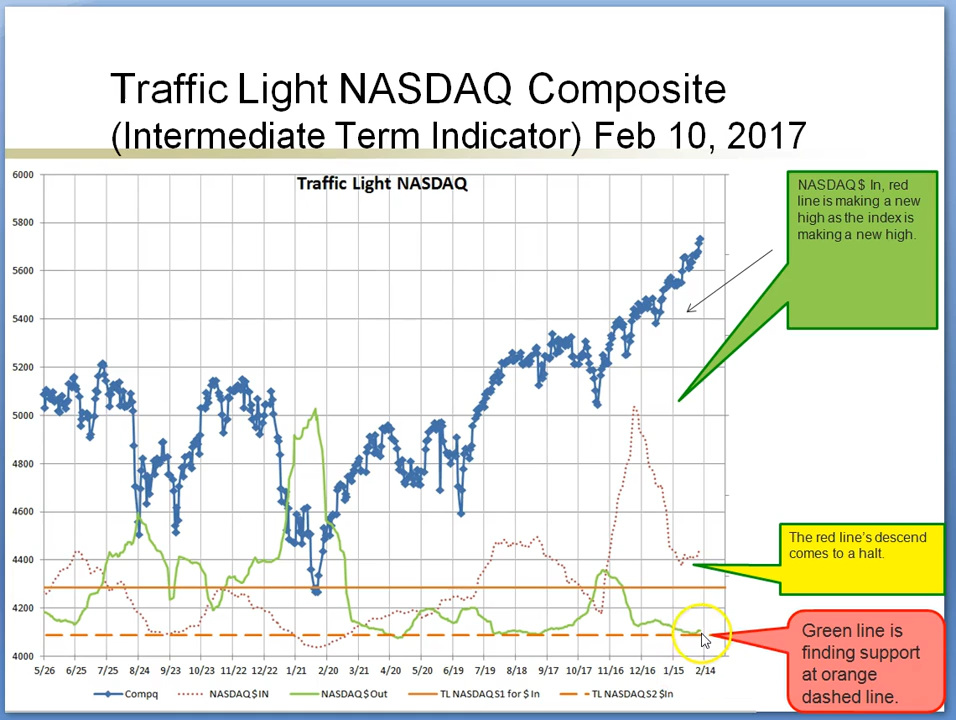 Traffic Light NASDAQ Composite
(Intermediate Term Indicator) Feb 10, 2017
Traffic Light NASDAQ
6000
5800
5600
5400
5200
5000
4800
4600
4400
4200
4000
5/26 6/25 7/25 8/24 9/23 10/23 11/22 12/22 1/21 2/20 3/21 4/20 5/20 6/19 7/19 8/18 9/17 10/17 11/16 12/16 1/15 2/14
Compq NASDAQ $ IN NASDAQ $ Out TL NASDAQ S1 for $ In TL NASDAQ S2 $In
NASDAQ $ In, red
line is making a new
high as the index is
making a new high.
The red line's descend
comes to a halt.
Green line is
finding support
at orange
dashed line.